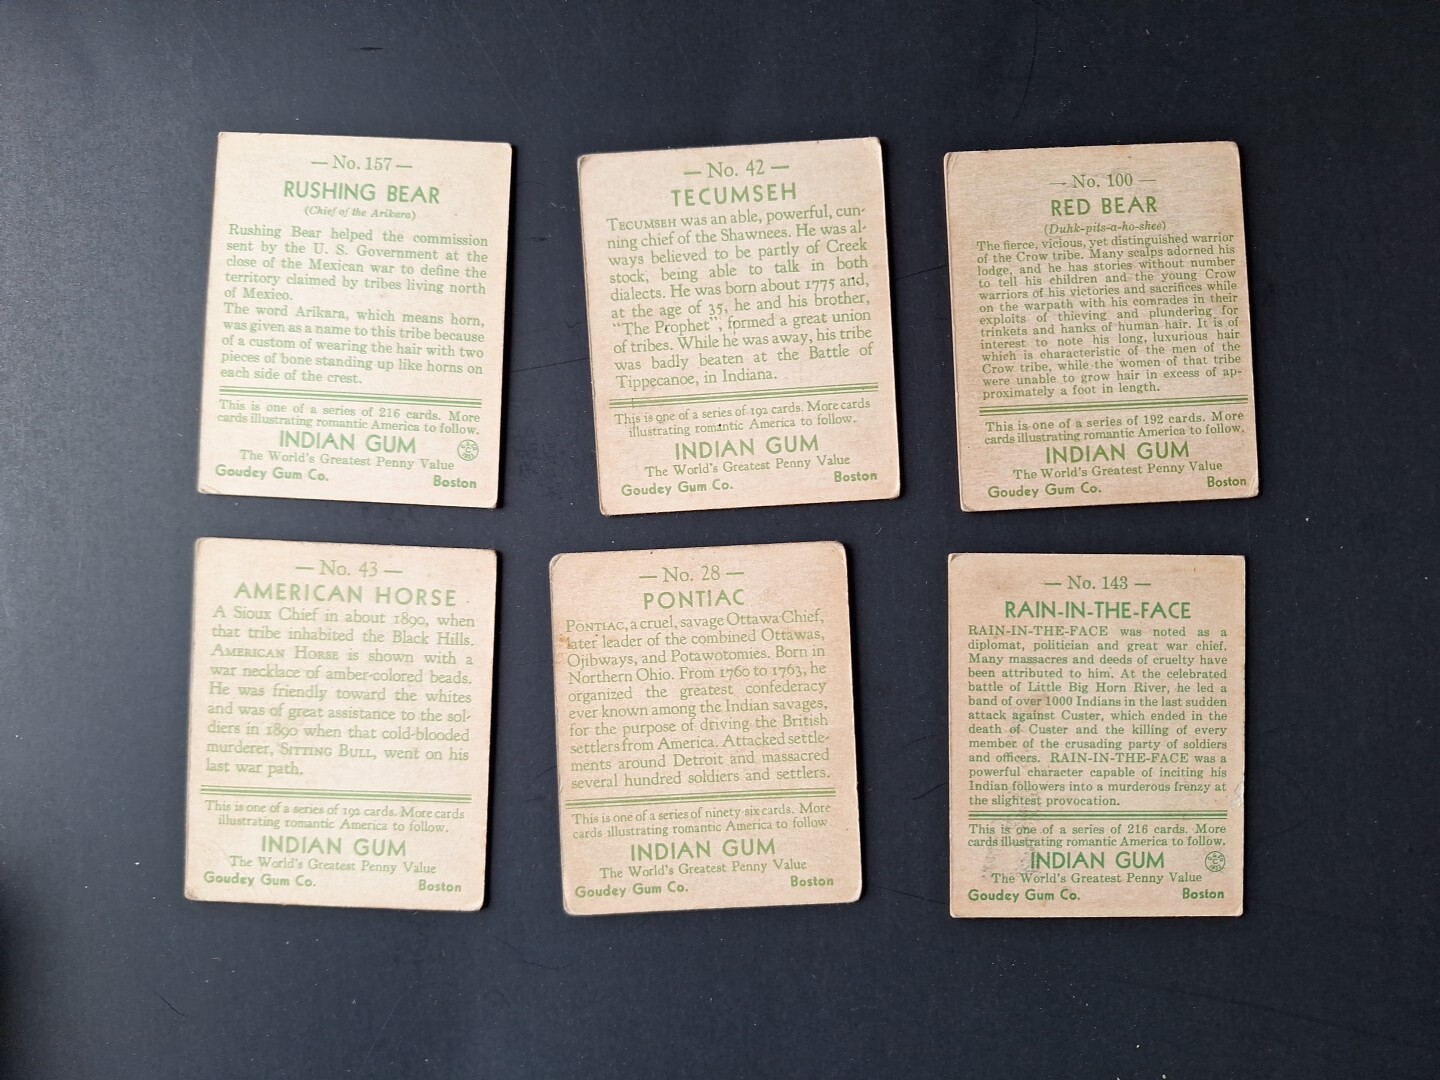 — No. 157 —
RUSHING BEAR
(Chief of the Arikara)
Rushing Bear helped the commission
sent by the U. S. Government at the
close of the Mexican war to define the
territory claimed by tribes living north
of Mexico.
The word Arikara, which means horn,
was given as a name to this tribe because
of a custom of wearing the hair with two
pieces of bone standing up like horns on
each side of the crest.
This is one of a series of 216 cards. More
cards illustrating romantic America to follow.
INDIAN GUM
The World's Greatest Penny Value
Goudey Gum Co. Boston
— No. 42 —
TECUMSEH
TECUMSEH was an able, powerful, cun-
ning chief of the Shawnees. He was al-
ways believed to be partly of Creek
stock, being able to talk in both
dialects. He was born about 1775 and,
at the age of 35, he and his brother,
"The Prophet", formed a great union
of tribes. While he was away, his tribe
was badly beaten at the Battle of
Tippecanoe, in Indiana.
This is one of a series of 192 cards. More cards
illustrating romantic America to follow.
INDIAN GUM
The World's Greatest Penny Value
Goudey Gum Co. Boston
— No. 100 —
RED BEAR
(Duhk-pits-a-ho-shee)
The fierce, vicious, yet distinguished warrior
of the Crow tribe. Many scalps adorned his
lodge, and he has stories without number
to tell his children and the young Crow
warriors of his victories and sacrifices while
on the warpath with his comrades in their
exploits of thieving and plundering for
trinkets and hanks of human hair. It is of
interest to note his long, luxurious hair
which is characteristic of the men of the
Crow tribe, while the women of that tribe
were unable to grow hair in excess of ap-
proximately a foot in length.
This is one of a series of 192 cards. More
cards illustrating romantic America to follow.
INDIAN GUM
The World's Greatest Penny Value
Goudey Gum Co. Boston
— No. 43 —
AMERICAN HORSE
A Sioux Chief in about 1890, when
that tribe inhabited the Black Hills.
AMERICAN HORSE is shown with a
war necklace of amber-colored beads.
He was friendly toward the whites
and was of great assistance to the sol-
diers in 1890 when that cold-blooded
murderer, SITTING BULL, went on his
last war path.
This is one of a series of 192 cards. More cards
illustrating romantic America to follow.
INDIAN GUM
The World's Greatest Penny Value
Goudey Gum Co. Boston
— No. 28 —
PONTIAC
PONTIAC, a cruel, savage Ottawa Chief,
later leader of the combined Ottawas,
Ojibways, and Potawotomies. Born in
Northern Ohio. From 1760 to 1763, he
organized the greatest confederacy
ever known among the Indian savages,
for the purpose of driving the British
settlers from America. Attacked settle-
ments around Detroit and massacred
several hundred soldiers and settlers.
This is one of a series of ninety-six cards. More
cards illustrating romantic America to follow.
INDIAN GUM
The World's Greatest Penny Value
Goudey Gum Co. Boston
— No. 143 —
RAIN-IN-THE-FACE
RAIN-IN-THE-FACE was noted as a
diplomat, politician and great war chief.
Many massacres and deeds of cruelty have
been attributed to him. At the celebrated
battle of Little Big Horn River, he led a
band of over 1000 Indians in the last sudden
attack against Custer, which ended in the
death of Custer and the killing of every
member of the crusading party of soldiers
and officers. RAIN-IN-THE-FACE was a
powerful character capable of inciting his
Indian followers into a murderous frenzy at
the slightest provocation.
This is one of a series of 216 cards. More
cards illustrating romantic America to follow.
INDIAN GUM
The World's Greatest Penny Value
Goudey Gum Co. Boston